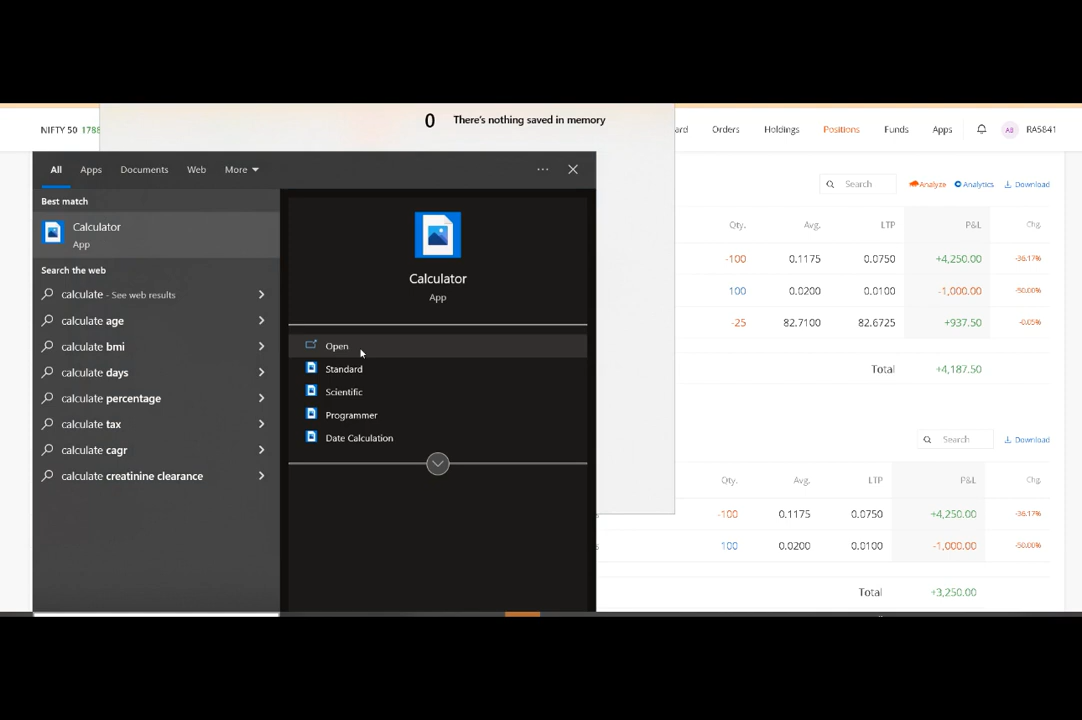 0 There's nothing saved in memory
NIFTY 50 1788
Orders Holdings Positions Funds Apps AB RA5841
All Apps Documents Web More
Best match
Calculator
App
Search the web
calculate - See web results
calculate age
calculate bmi
calculate days
calculate percentage
calculate tax
calculate cagr
calculate creatinine clearance
Calculator
App
Open
Standard
Scientific
Programmer
Date Calculation
Search Analyze Analytics Download
Qty. Avg. LTP P&L Chg.
-100 0.1175 0.0750 +4,250.00 -36.17%
100 0.0200 0.0100 -1,000.00 -50.00%
-25 82.7100 82.6725 +937.50 -0.05%
Total +4,187.50
Search Download
Qty. Avg. LTP P&L Chg.
-100 0.1175 0.0750 +4,250.00 -36.17%
100 0.0200 0.0100 -1,000.00 -50.00%
Total +3,250.00